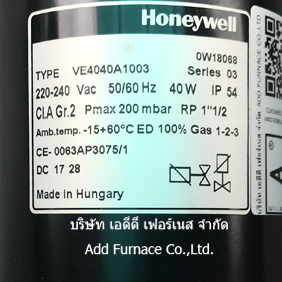 Honeywell
0W18068
TYPE VE4040A1003 Series 03
220-240 Vac 50/60 Hz 40 W IP 54
Cl.A Gr.2 Pmax 200 mbar RP 1"1/2
Amb.temp. -15+60°C ED 100% Gas 1-2-3
CE- 0063AP3075/1
DC 17 28
Made in Hungary
บริษัท เอดีดี เฟอร์เนส จำกัด
Add Furnace Co.,Ltd.